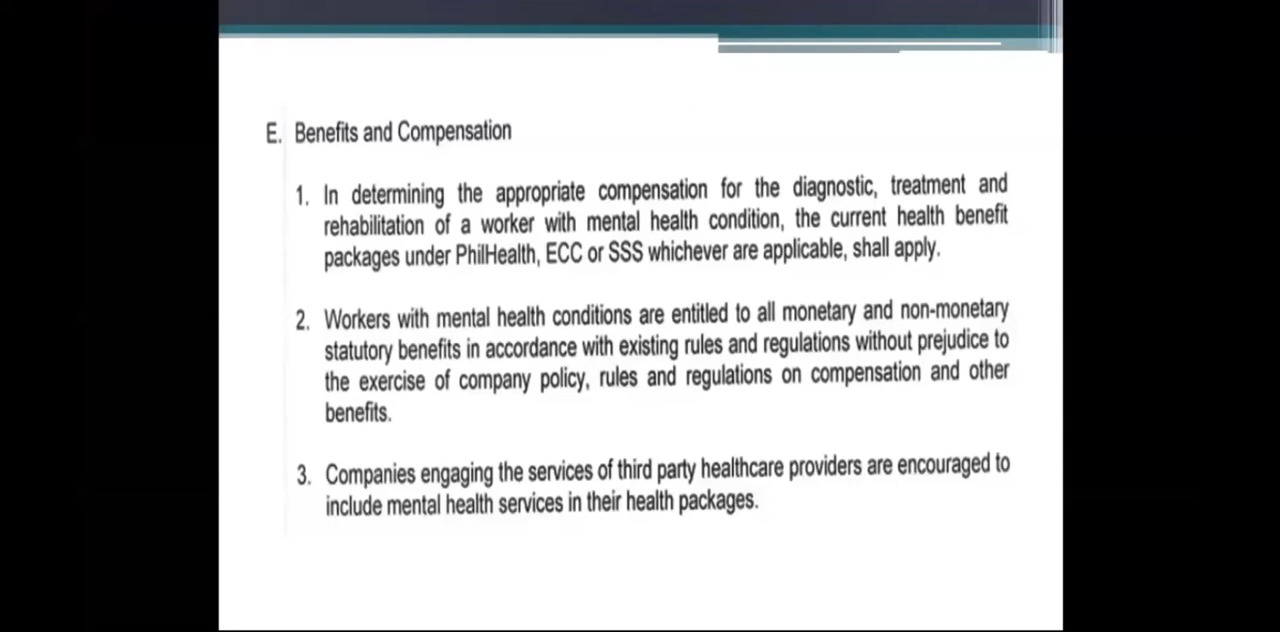 E. Benefits and Compensation
1. In determining the appropriate compensation for the diagnostic, treatment and
rehabilitation of a worker with mental health condition, the current health benefit
packages under PhilHealth, ECC or SSS whichever are applicable, shall apply.
2. Workers with mental health conditions are entitled to all monetary and non-monetary
statutory benefits in accordance with existing rules and regulations without prejudice to
the exercise of company policy, rules and regulations on compensation and other
benefits.
3. Companies engaging the services of third party healthcare providers are encouraged to
include mental health services in their health packages.